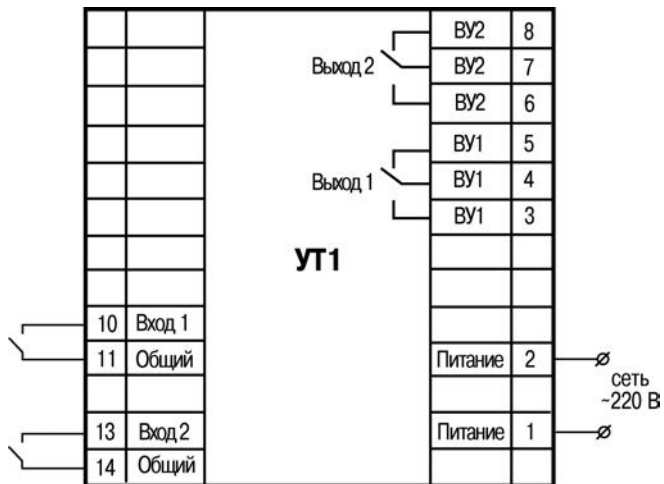 ВУ2 8
Выход 2 ВУ2 7
ВУ2 6
ВУ1 5
Выход 1 ВУ1 4
ВУ1 3
УТ1
10 Вход 1
11 Общий
Питание 2
сеть
~220 В
13 Вход 2
Питание 1
14 Общий